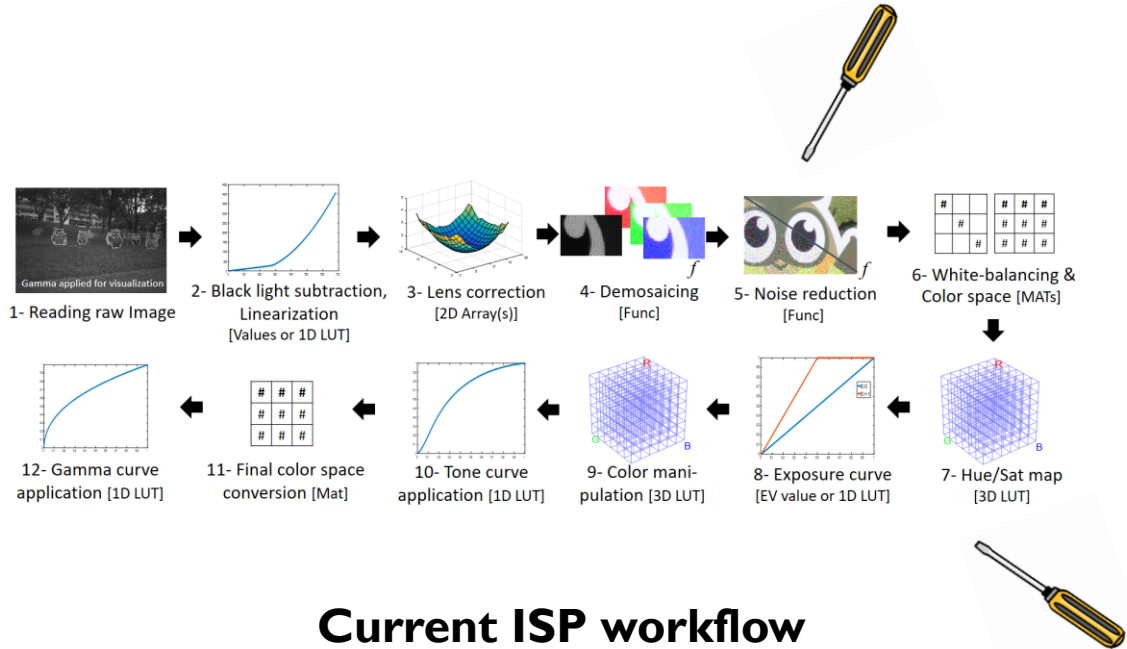 Gamma applied for visualization
1- Reading raw Image
2- Black light subtraction,
Linearization
[Values or 1D LUT]
3- Lens correction
[2D Array(s)]
f
4- Demosaicing
[Func]
f
5- Noise reduction
[Func]
#
#
#
# # #
# # #
# # #
6- White-balancing &
Color space [MATs]
R
G
B
7- Hue/Sat map
[3D LUT]
8- Exposure curve
[EV value or 1D LUT]
R
G
B
9- Color mani-
pulation [3D LUT]
10- Tone curve
application [1D LUT]
# # #
# # #
# # #
11- Final color space
conversion [Mat]
12- Gamma curve
application [1D LUT]
Current ISP workflow